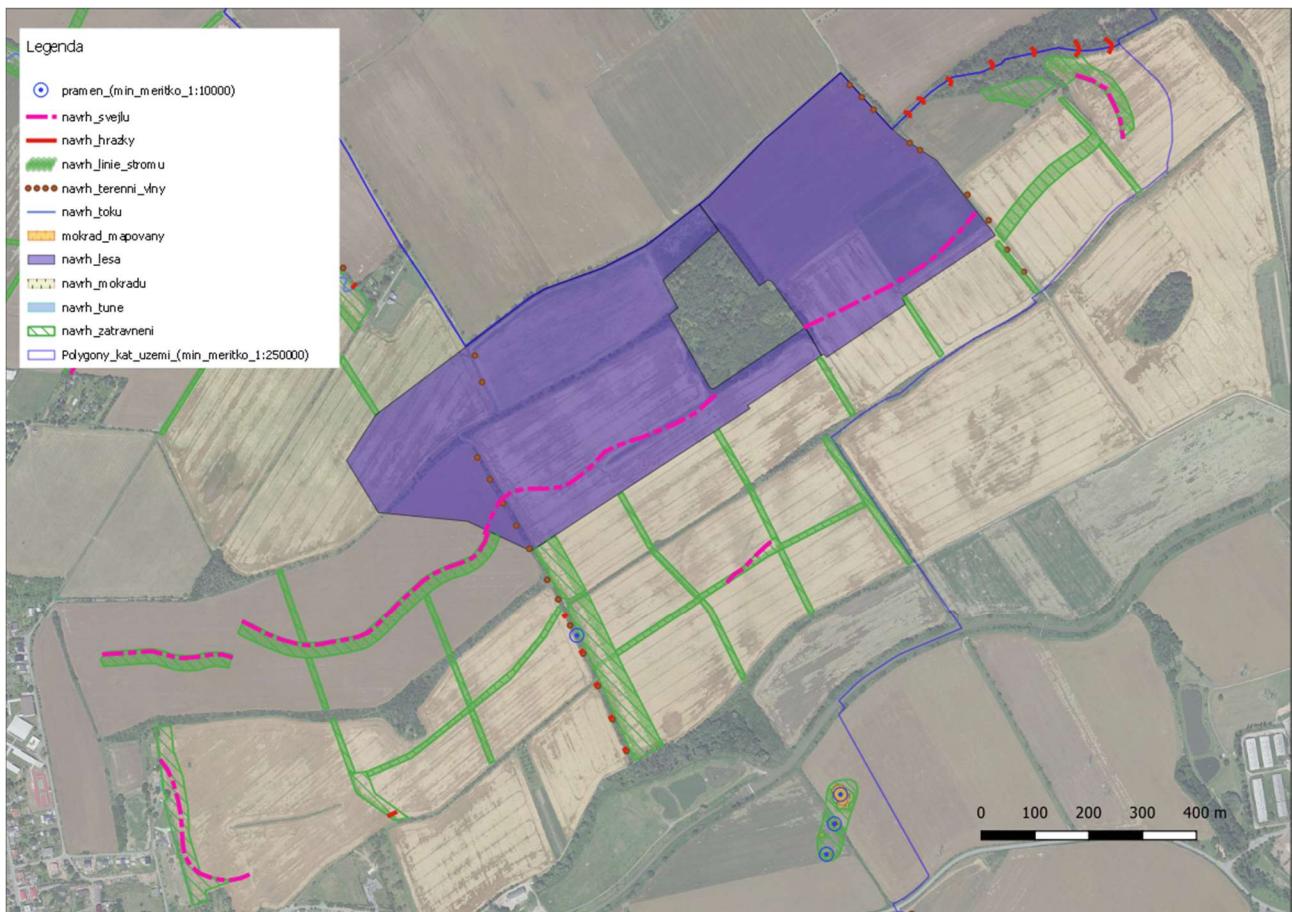 Legenda
pramen_(min_meritko_1:10000)
navrh_svejlu
navrh_hrazky
navrh_linie_stromu
navrh_terenni_vlny
navrh_toku
mokrad_mapovany
navrh_lesa
navrh_mokradu
navrh_tune
navrh_zatravneni
Polygony_kat_uzemi_(min_meritko_1:250000)
0 100 200 300 400 m